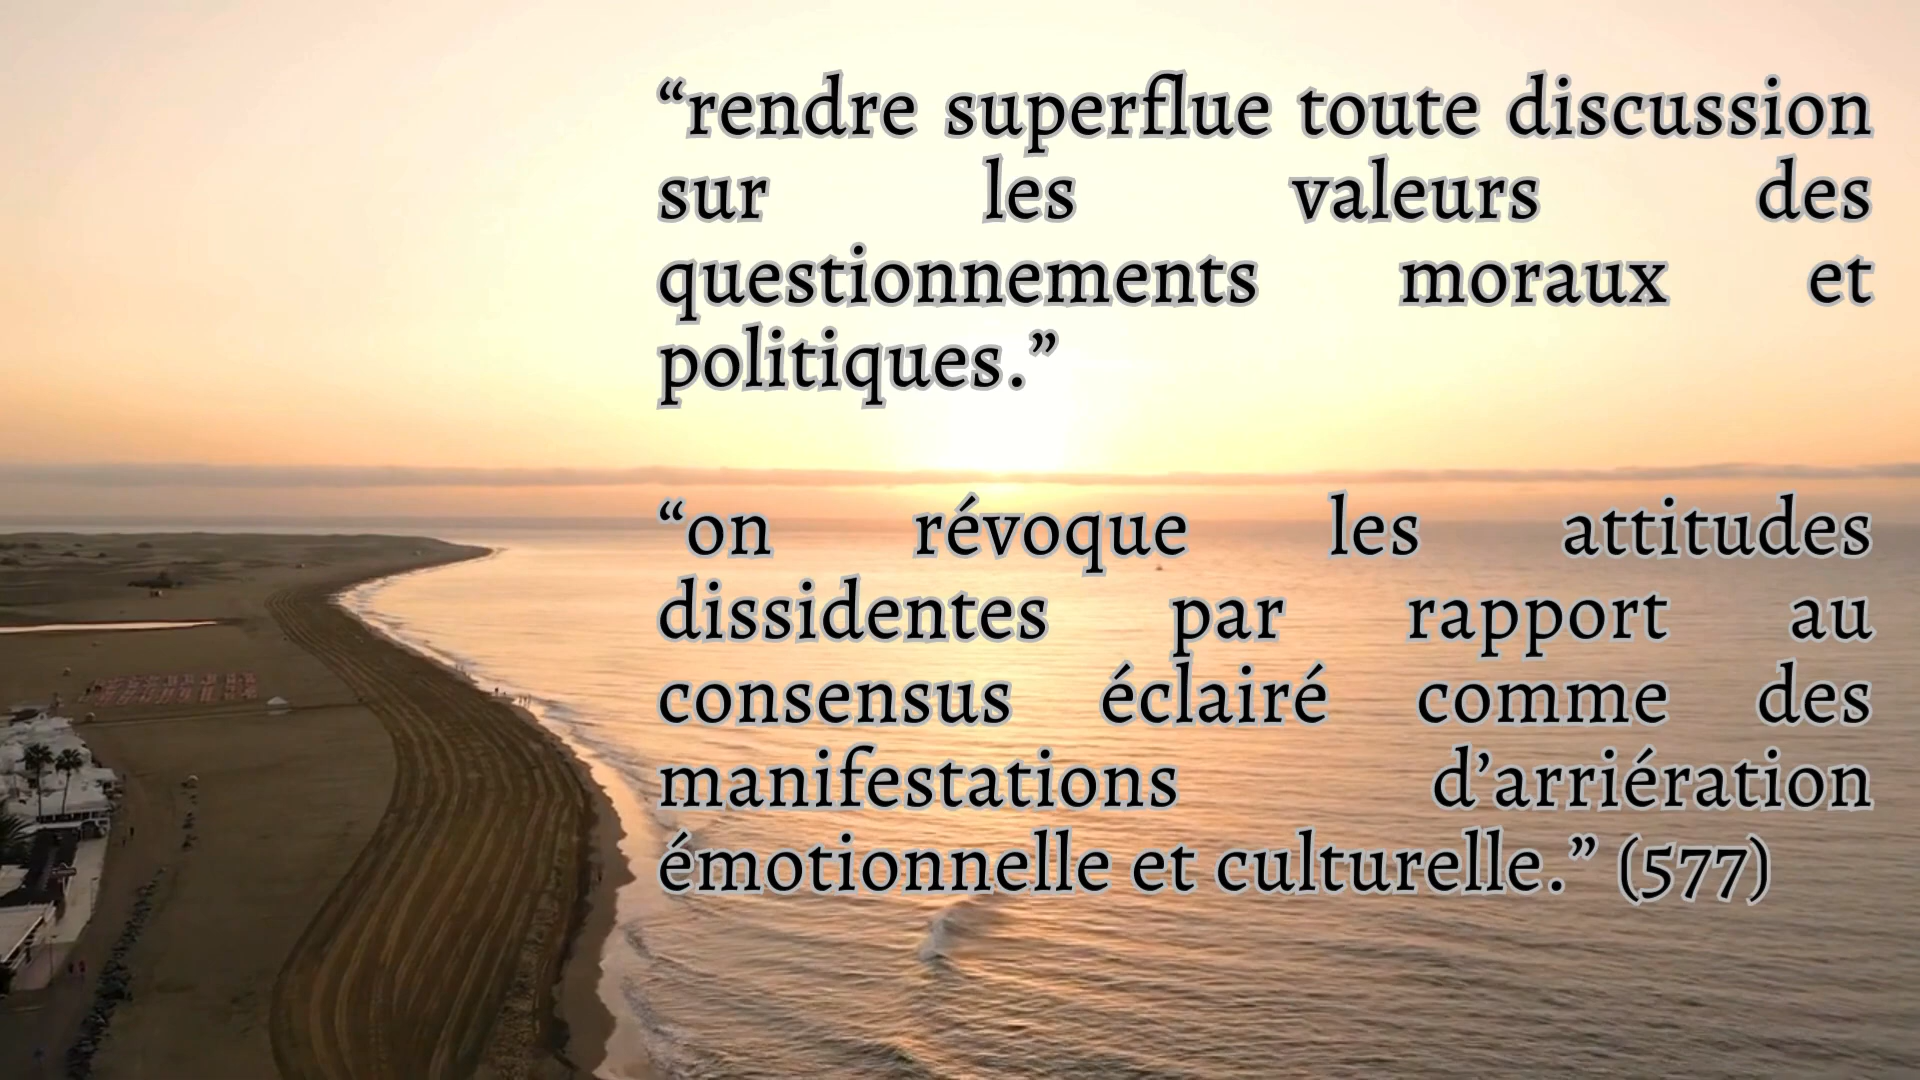 “rendre superflue toute discussion
sur les valeurs des
questionnements moraux et
politiques.”
“on révoque les attitudes
dissidentes par rapport au
consensus éclairé comme des
manifestations d’arriération
émotionnelle et culturelle.” (577)